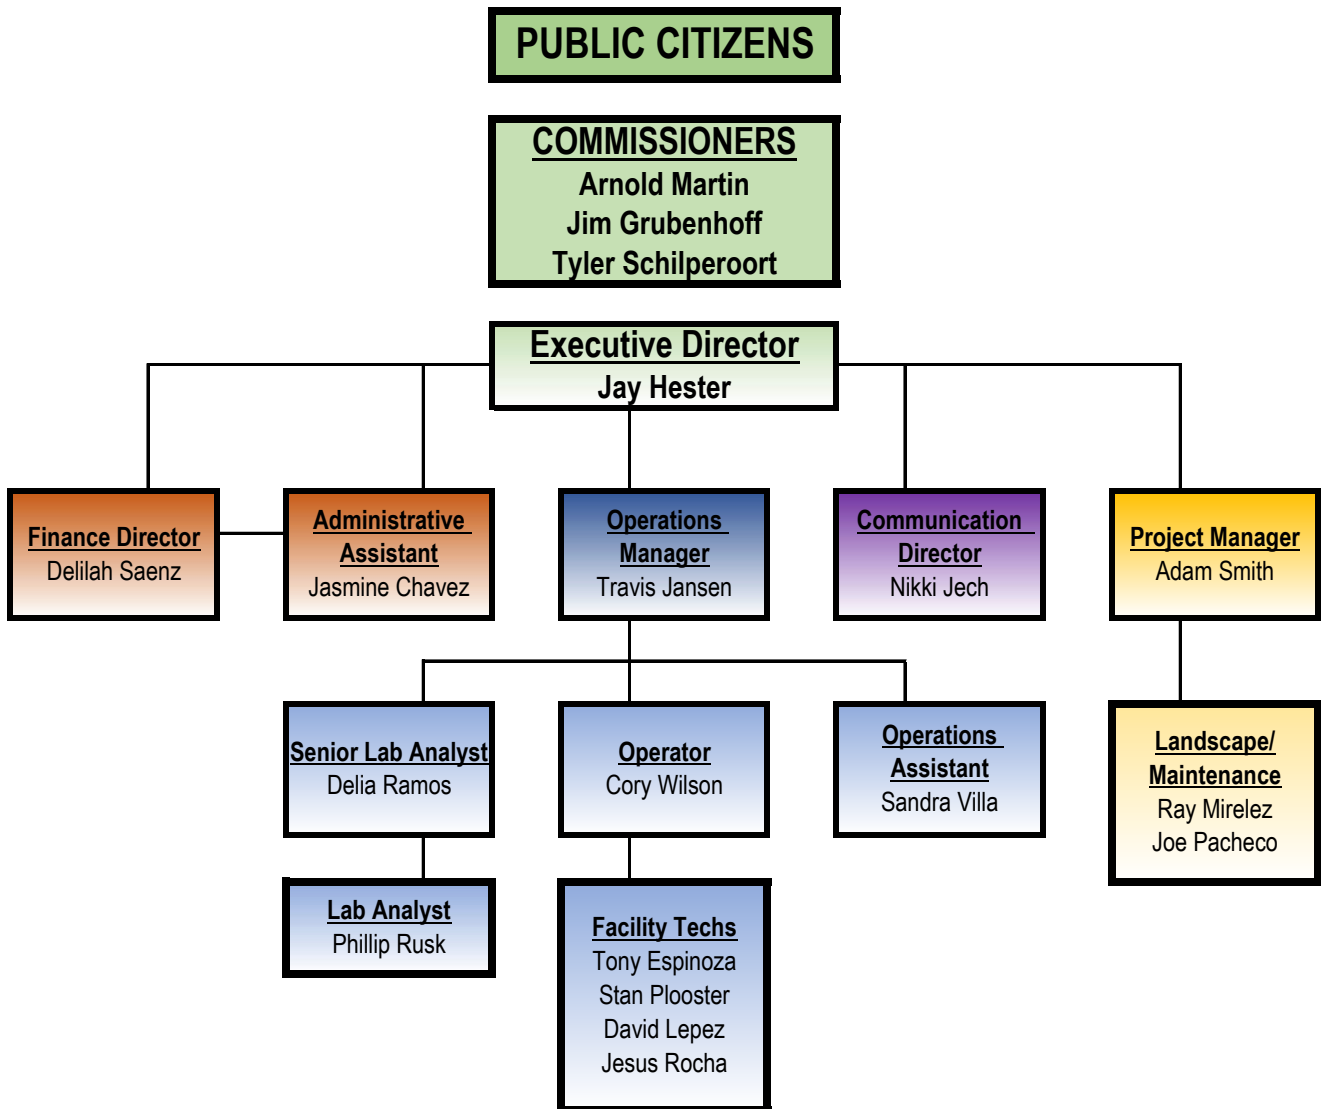 PUBLIC CITIZENS
COMMISSIONERS
Arnold Martin
Jim Grubenhoff
Tyler Schilperoort
Executive Director
Jay Hester
Finance Director
Delilah Saenz
Administrative
Assistant
Jasmine Chavez
Operations
Manager
Travis Jansen
Communication
Director
Nikki Jech
Project Manager
Adam Smith
Senior Lab Analyst
Delia Ramos
Operator
Cory Wilson
Operations
Assistant
Sandra Villa
Landscape/
Maintenance
Ray Mirelez
Joe Pacheco
Lab Analyst
Phillip Rusk
Facility Techs
Tony Espinoza
Stan Plooster
David Lepez
Jesus Rocha